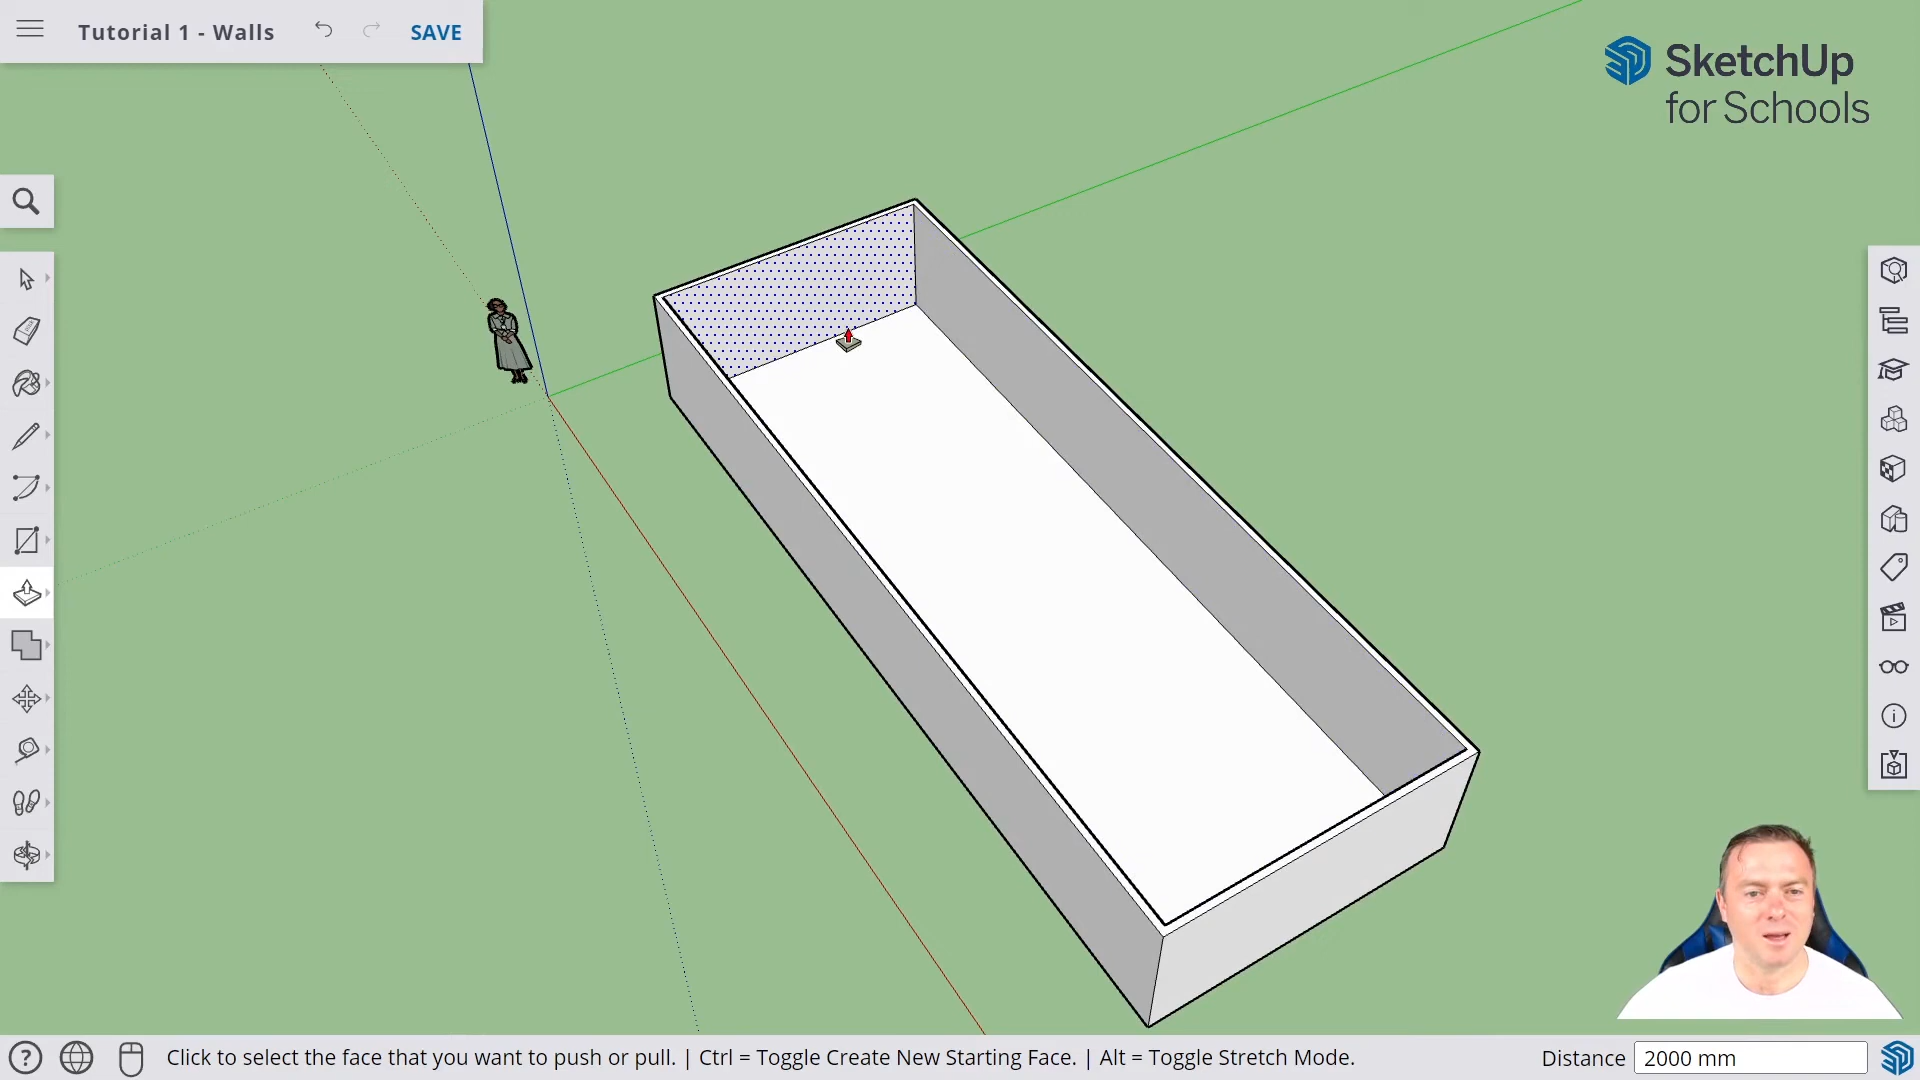 Tutorial 1 - Walls
SAVE
SketchUp
for Schools
Click to select the face that you want to push or pull. | Ctrl = Toggle Create New Starting Face. | Alt = Toggle Stretch Mode.
Distance 2000 mm